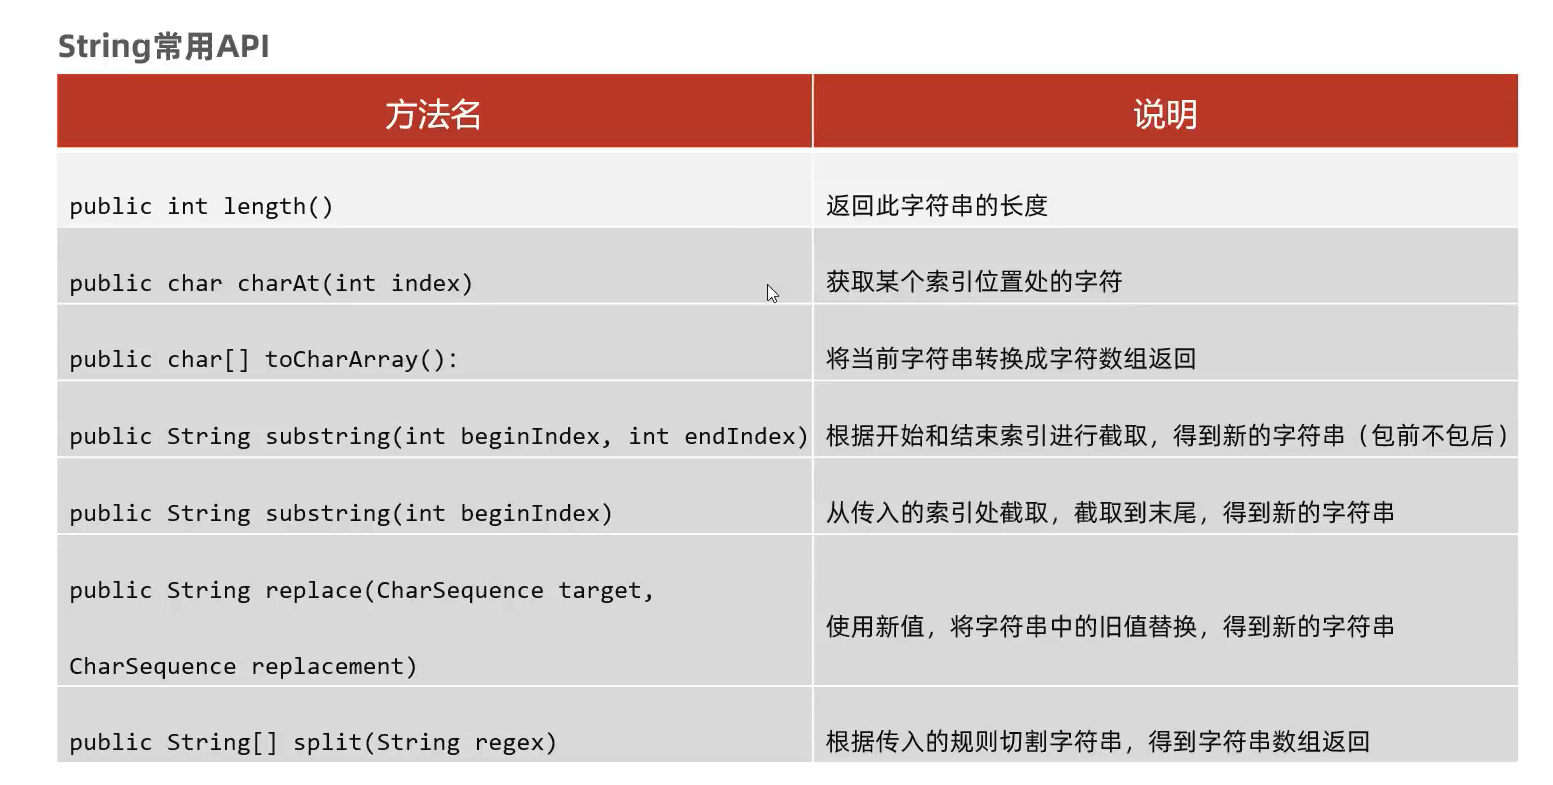 String常用API
方法名
说明
public int length()
返回此字符串的长度
public char charAt(int index)
获取某个索引位置处的字符
public char[] toCharArray():
将当前字符串转换成字符数组返回
public String substring(int beginIndex, int endIndex)
根据开始和结束索引进行截取，得到新的字符串（包前不包后）
public String substring(int beginIndex)
从传入的索引处截取，截取到末尾，得到新的字符串
public String replace(CharSequence target,
CharSequence replacement)
使用新值，将字符串中的旧值替换，得到新的字符串
public String[] split(String regex)
根据传入的规则切割字符串，得到字符串数组返回